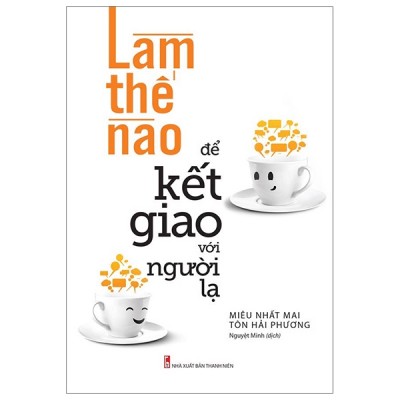 Làm
thế
nào
để
kết
giao
với
người
lạ
MIÊU NHẤT MAI
TÔN HẢI PHƯƠNG
Nguyệt Minh (dịch)
NHÀ XUẤT BẢN THANH NIÊN